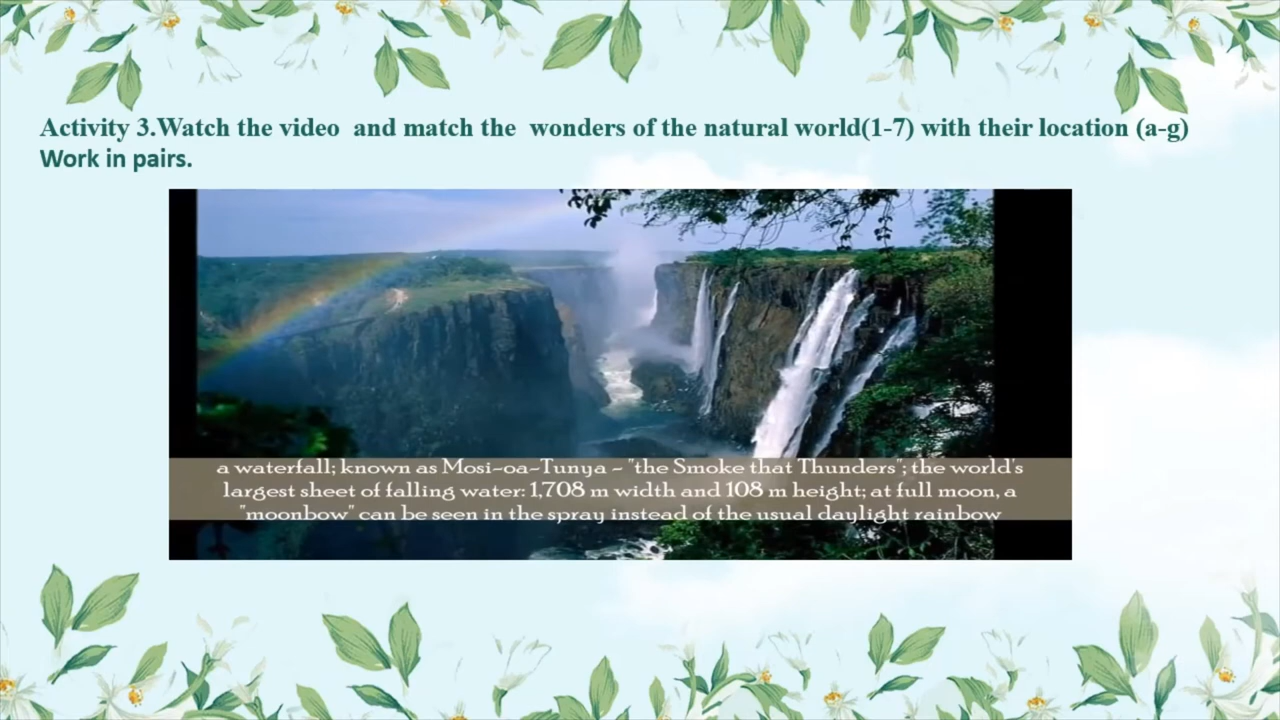 Activity 3.Watch the video  and match the  wonders of the natural world(1-7) with their location (a-g)
Work in pairs.
a waterfall; known as Mosi-oa-Tunya - "the Smoke that Thunders"; the world's
largest sheet of falling water: 1,708 m width and 108 m height; at full moon, a
"moonbow" can be seen in the spray instead of the usual daylight rainbow